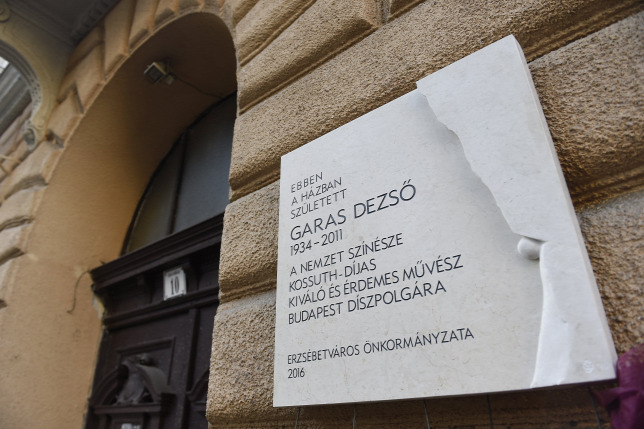 10
EBBEN
A HÁZBAN
SZÜLETETT
GARAS DEZSŐ
1934-2011
A NEMZET SZÍNÉSZE
KOSSUTH-DÍJAS
KIVÁLÓ ÉS ÉRDEMES MŰVÉSZ
BUDAPEST DÍSZPOLGÁRA
ERZSÉBETVÁROS ÖNKORMÁNYZATA
2016